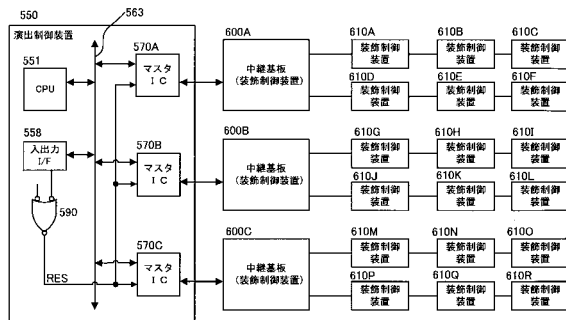 550
563
演出制御装置
551
CPU
558
入出力
I/F
590
RES
570A
マスタ
IC
570B
マスタ
IC
570C
マスタ
IC
600A
中継基板
(装飾制御装置)
610A
装飾制御
装置
610B
装飾制御
装置
610C
装飾制御
装置
610D
装飾制御
装置
610E
装飾制御
装置
610F
装飾制御
装置
600B
中継基板
(装飾制御装置)
610G
装飾制御
装置
610H
装飾制御
装置
610I
装飾制御
装置
610J
装飾制御
装置
610K
装飾制御
装置
610L
装飾制御
装置
600C
中継基板
(装飾制御装置)
610M
装飾制御
装置
610N
装飾制御
装置
610O
装飾制御
装置
610P
装飾制御
装置
610Q
装飾制御
装置
610R
装飾制御
装置